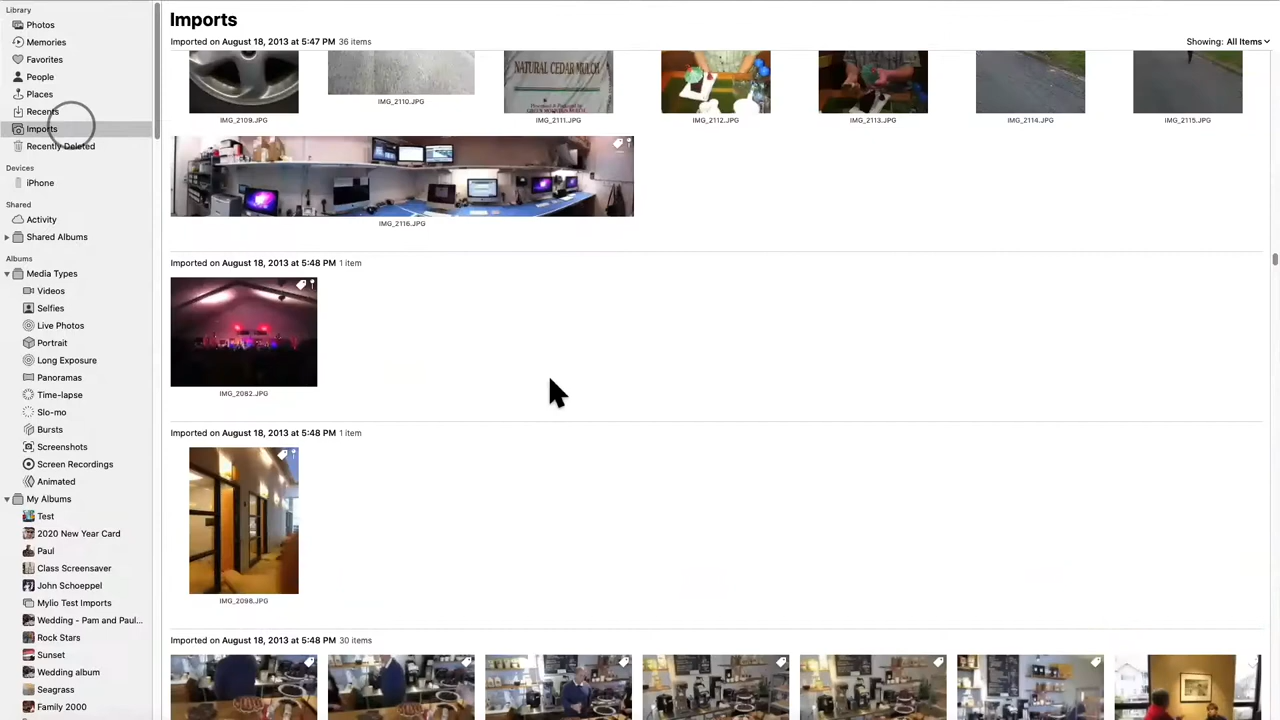 Library
Photos
Memories
Favorites
People
Places
Recents
Imports
Recently Deleted
Devices
iPhone
Shared
Activity
Shared Albums
Albums
Media Types
Videos
Selfies
Live Photos
Portrait
Long Exposure
Panoramas
Time-lapse
Slo-mo
Bursts
Screenshots
Screen Recordings
Animated
My Albums
Test
2020 New Year Card
Paul
Class Screensaver
John Schoeppel
Mylio Test Imports
Wedding - Pam and Paul...
Rock Stars
Sunset
Wedding album
Seagrass
Family 2000
Imports
Imported on August 18, 2013 at 5:47 PM 36 items
Showing: All Items
NATURAL CEDAR MULCH
IMG_2109.JPG
IMG_2110.JPG
IMG_2111.JPG
IMG_2112.JPG
IMG_2113.JPG
IMG_2114.JPG
IMG_2115.JPG
IMG_2116.JPG
Imported on August 18, 2013 at 5:48 PM 1 item
IMG_2082.JPG
Imported on August 18, 2013 at 5:48 PM 1 item
IMG_2098.JPG
Imported on August 18, 2013 at 5:48 PM 30 items